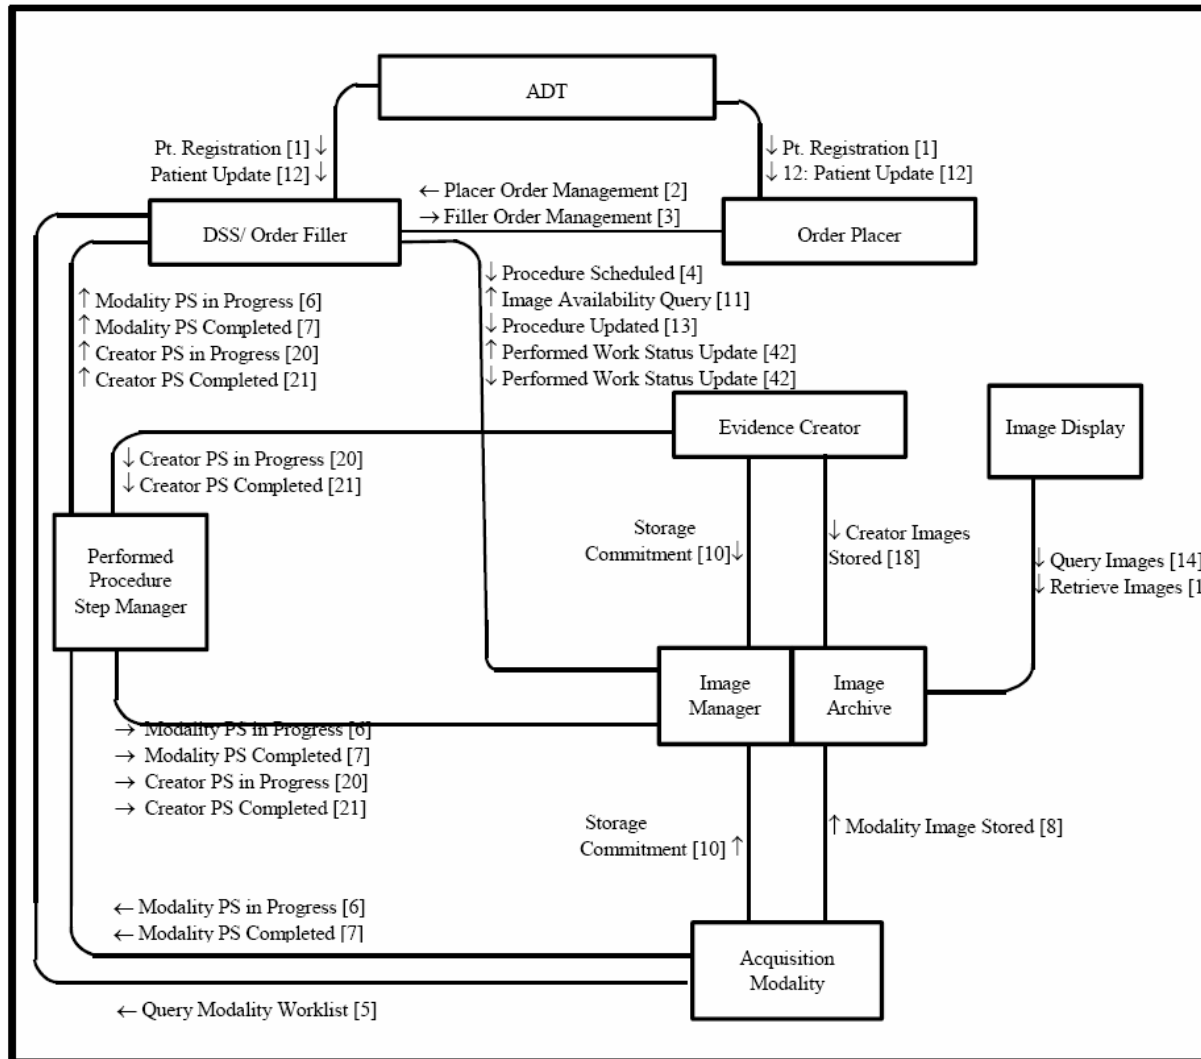 ADT
Pt. Registration [1] ↓
Patient Update [12] ↓
↓ Pt. Registration [1]
↓ 12: Patient Update [12]
← Placer Order Management [2]
→ Filler Order Management [3]
DSS/ Order Filler
Order Placer
↓ Procedure Scheduled [4]
↑ Image Availability Query [11]
↓ Procedure Updated [13]
↑ Performed Work Status Update [42]
↓ Performed Work Status Update [42]
↑ Modality PS in Progress [6]
↑ Modality PS Completed [7]
↑ Creator PS in Progress [20]
↑ Creator PS Completed [21]
Evidence Creator
Image Display
↓ Creator PS in Progress [20]
↓ Creator PS Completed [21]
Storage
Commitment [10]↓
↓ Creator Images
Stored [18]
↓ Query Images [14]
↓ Retrieve Images [1
Performed
Procedure
Step Manager
Image
Manager
Image
Archive
→ Modality PS in Progress [6]
→ Modality PS Completed [7]
→ Creator PS in Progress [20]
→ Creator PS Completed [21]
Storage
Commitment [10] ↑
↑ Modality Image Stored [8]
← Modality PS in Progress [6]
← Modality PS Completed [7]
Acquisition
Modality
← Query Modality Worklist [5]